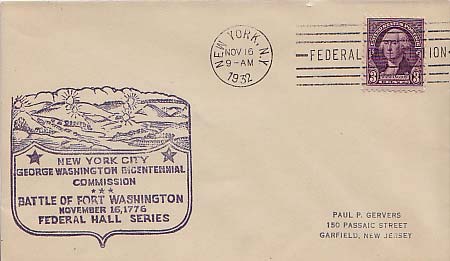 NEW YORK, N.Y.
NOV 16
9-AM
1932
FEDERAL
3 3
NEW YORK CITY
GEORGE WASHINGTON BICENTENNIAL
COMMISSION
BATTLE OF FORT WASHINGTON
NOVEMBER 16, 1776
FEDERAL HALL SERIES
PAUL P. GERVERS
150 PASSAIC STREET
GARFIELD, NEW JERSEY